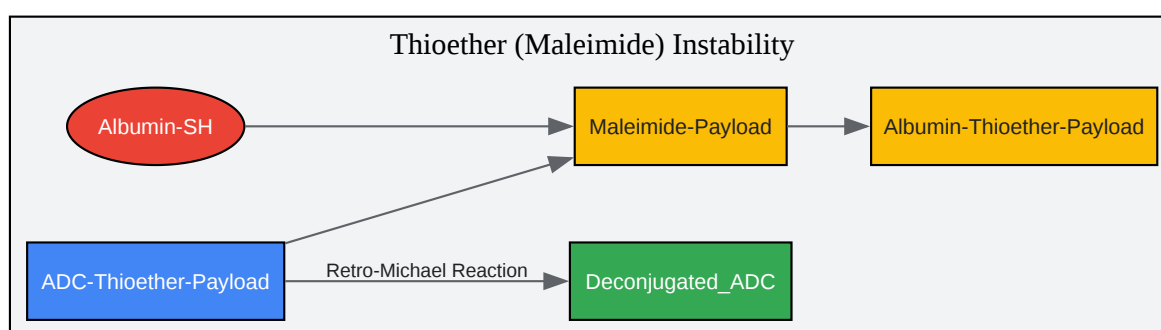 Thioether (Maleimide) Instability
Albumin-SH
Maleimide-Payload
Albumin-Thioether-Payload
ADC-Thioether-Payload
Retro-Michael Reaction
Deconjugated_ADC